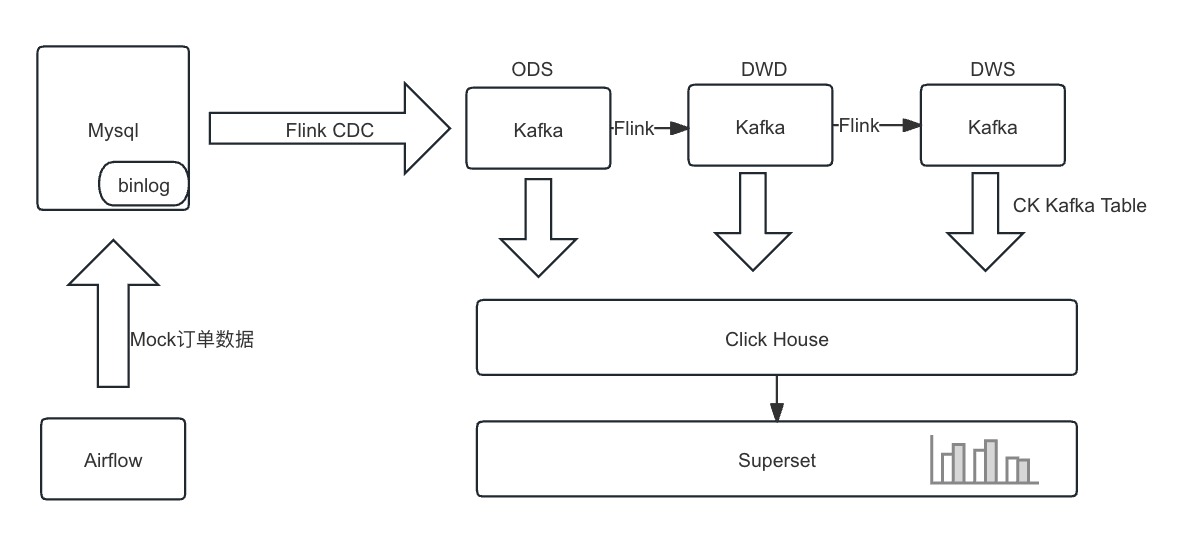 ODS
DWD
DWS
Mysql
binlog
Flink CDC
Kafka
Flink
Kafka
Flink
Kafka
CK Kafka Table
Mock订单数据
Click House
Airflow
Superset